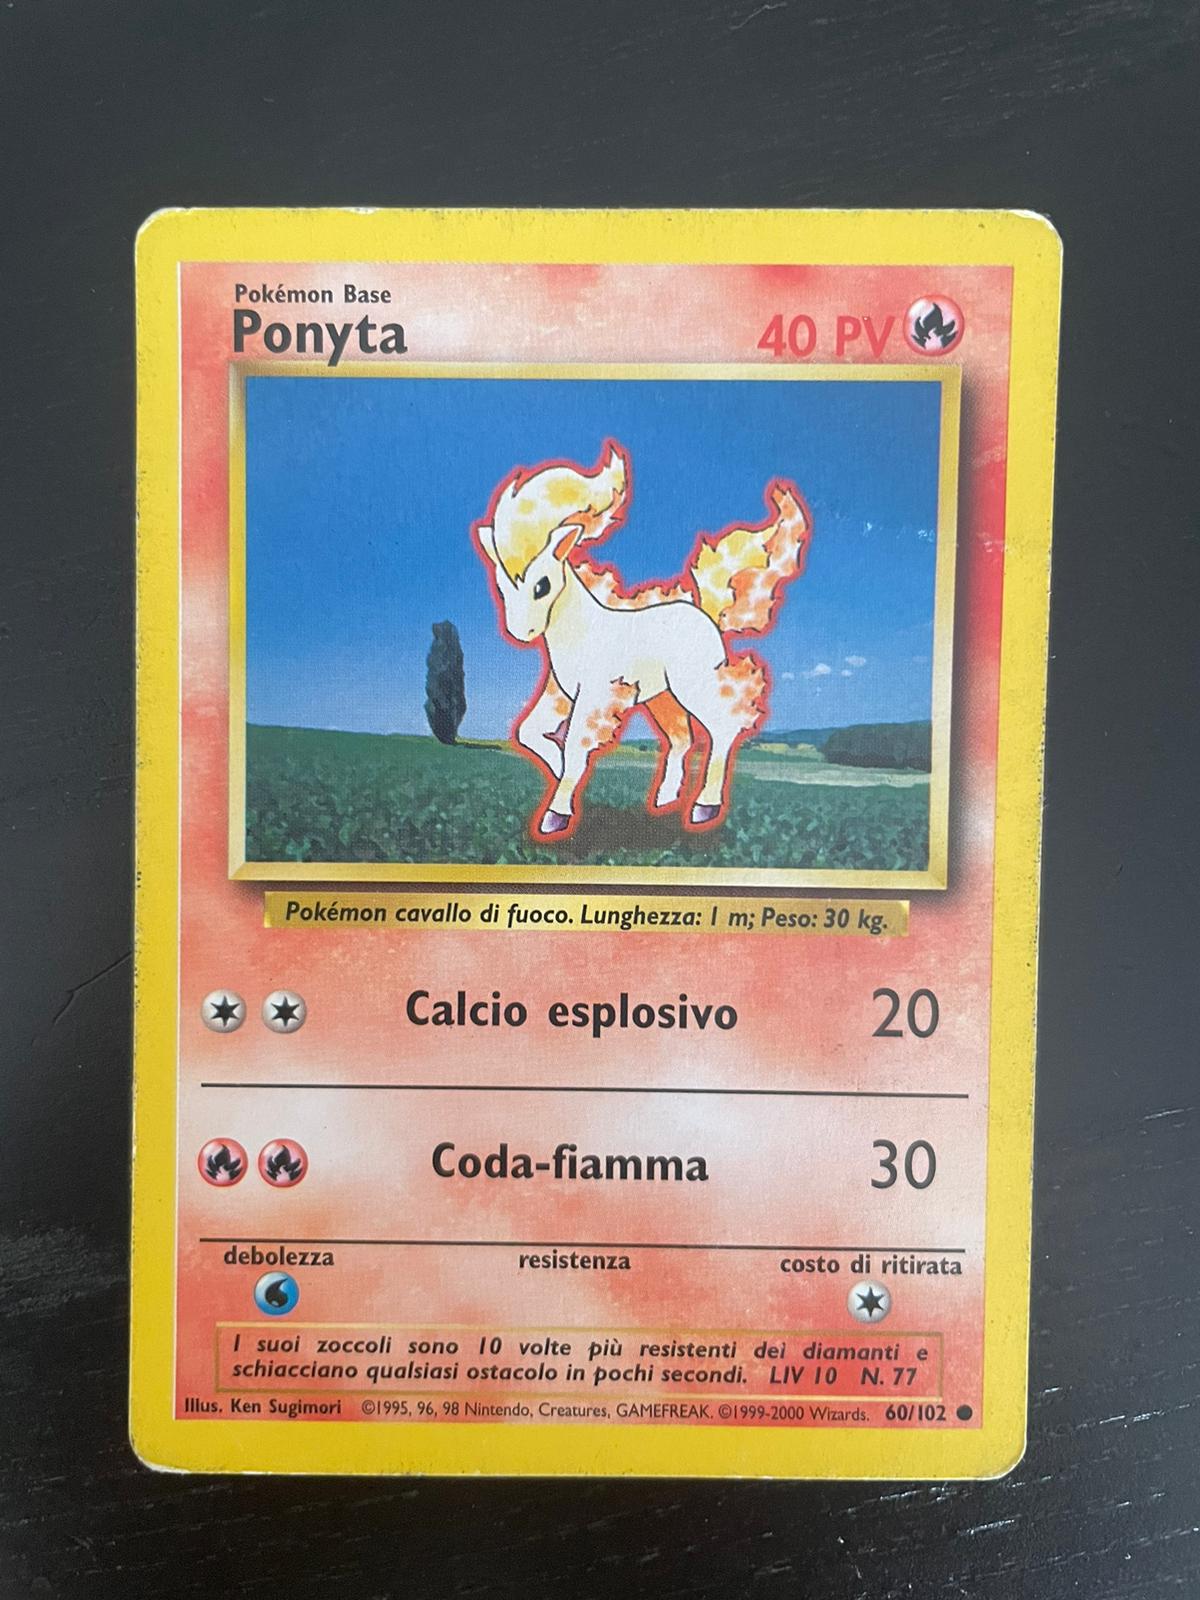 Pokémon Base
Ponyta
40 PV
Pokémon cavallo di fuoco. Lunghezza: 1 m; Peso: 30 kg.
Calcio esplosivo 20
Coda-fiamma 30
debolezza resistenza costo di ritirata
I suoi zoccoli sono 10 volte più resistenti dei diamanti e
schiacciano qualsiasi ostacolo in pochi secondi. LIV 10 N. 77
Illus. Ken Sugimori ©1995, 96, 98 Nintendo, Creatures, GAMEFREAK. ©1999-2000 Wizards. 60/102